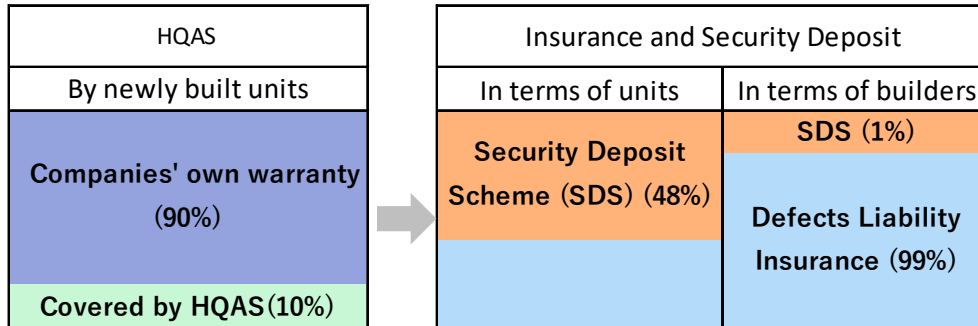 HQAS
By newly built units
Companies' own warranty
(90%)
Covered by HQAS(10%)
Insurance and Security Deposit
In terms of units
In terms of builders
Security Deposit
Scheme (SDS) (48%)
SDS (1%)
Defects Liability
Insurance (99%)